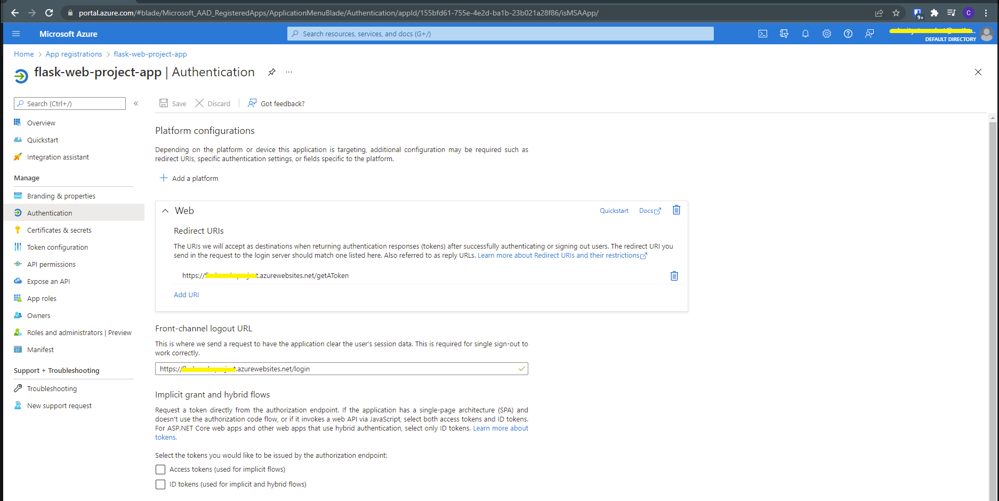 portal.azure.com/#blade/Microsoft_AAD_RegisteredApps/ApplicationMenuBlade/Authentication/appId/155bfd61-755e-4e2d-ba1b-23b021a28f86/isMSAApp/
9+
C
Microsoft Azure
Search resources, services, and docs (G+/)
DEFAULT DIRECTORY
Home > App registrations > flask-web-project-app
flask-web-project-app | Authentication
Search (Ctrl+/)
Save
Discard
Got feedback?
Overview
Quickstart
Integration assistant
Manage
Branding & properties
Authentication
Certificates & secrets
Token configuration
API permissions
Expose an API
App roles
Owners
Roles and administrators | Preview
Manifest
Support + Troubleshooting
Troubleshooting
New support request
Platform configurations
Depending on the platform or device this application is targeting, additional configuration may be required such as
redirect URIs, specific authentication settings, or fields specific to the platform.
Add a platform
Web
Quickstart
Docs
Redirect URIs
The URIs we will accept as destinations when returning authentication responses (tokens) after successfully authenticating or signing out users. The redirect URI you
send in the request to the login server should match one listed here. Also referred to as reply URLs. Learn more about Redirect URIs and their restrictions
https://.azurewebsites.net/getAToken
Add URI
Front-channel logout URL
This is where we send a request to have the application clear the user's session data. This is required for single sign-out to
work correctly.
https://.azurewebsites.net/login
Implicit grant and hybrid flows
Request a token directly from the authorization endpoint. If the application has a single-page architecture (SPA) and
doesn't use the authorization code flow, or if it invokes a web API via JavaScript, select both access tokens and ID tokens.
For ASP.NET Core web apps and other web apps that use hybrid authentication, select only ID tokens. Learn more about
tokens.
Select the tokens you would like to be issued by the authorization endpoint:
Access tokens (used for implicit flows)
ID tokens (used for implicit and hybrid flows)